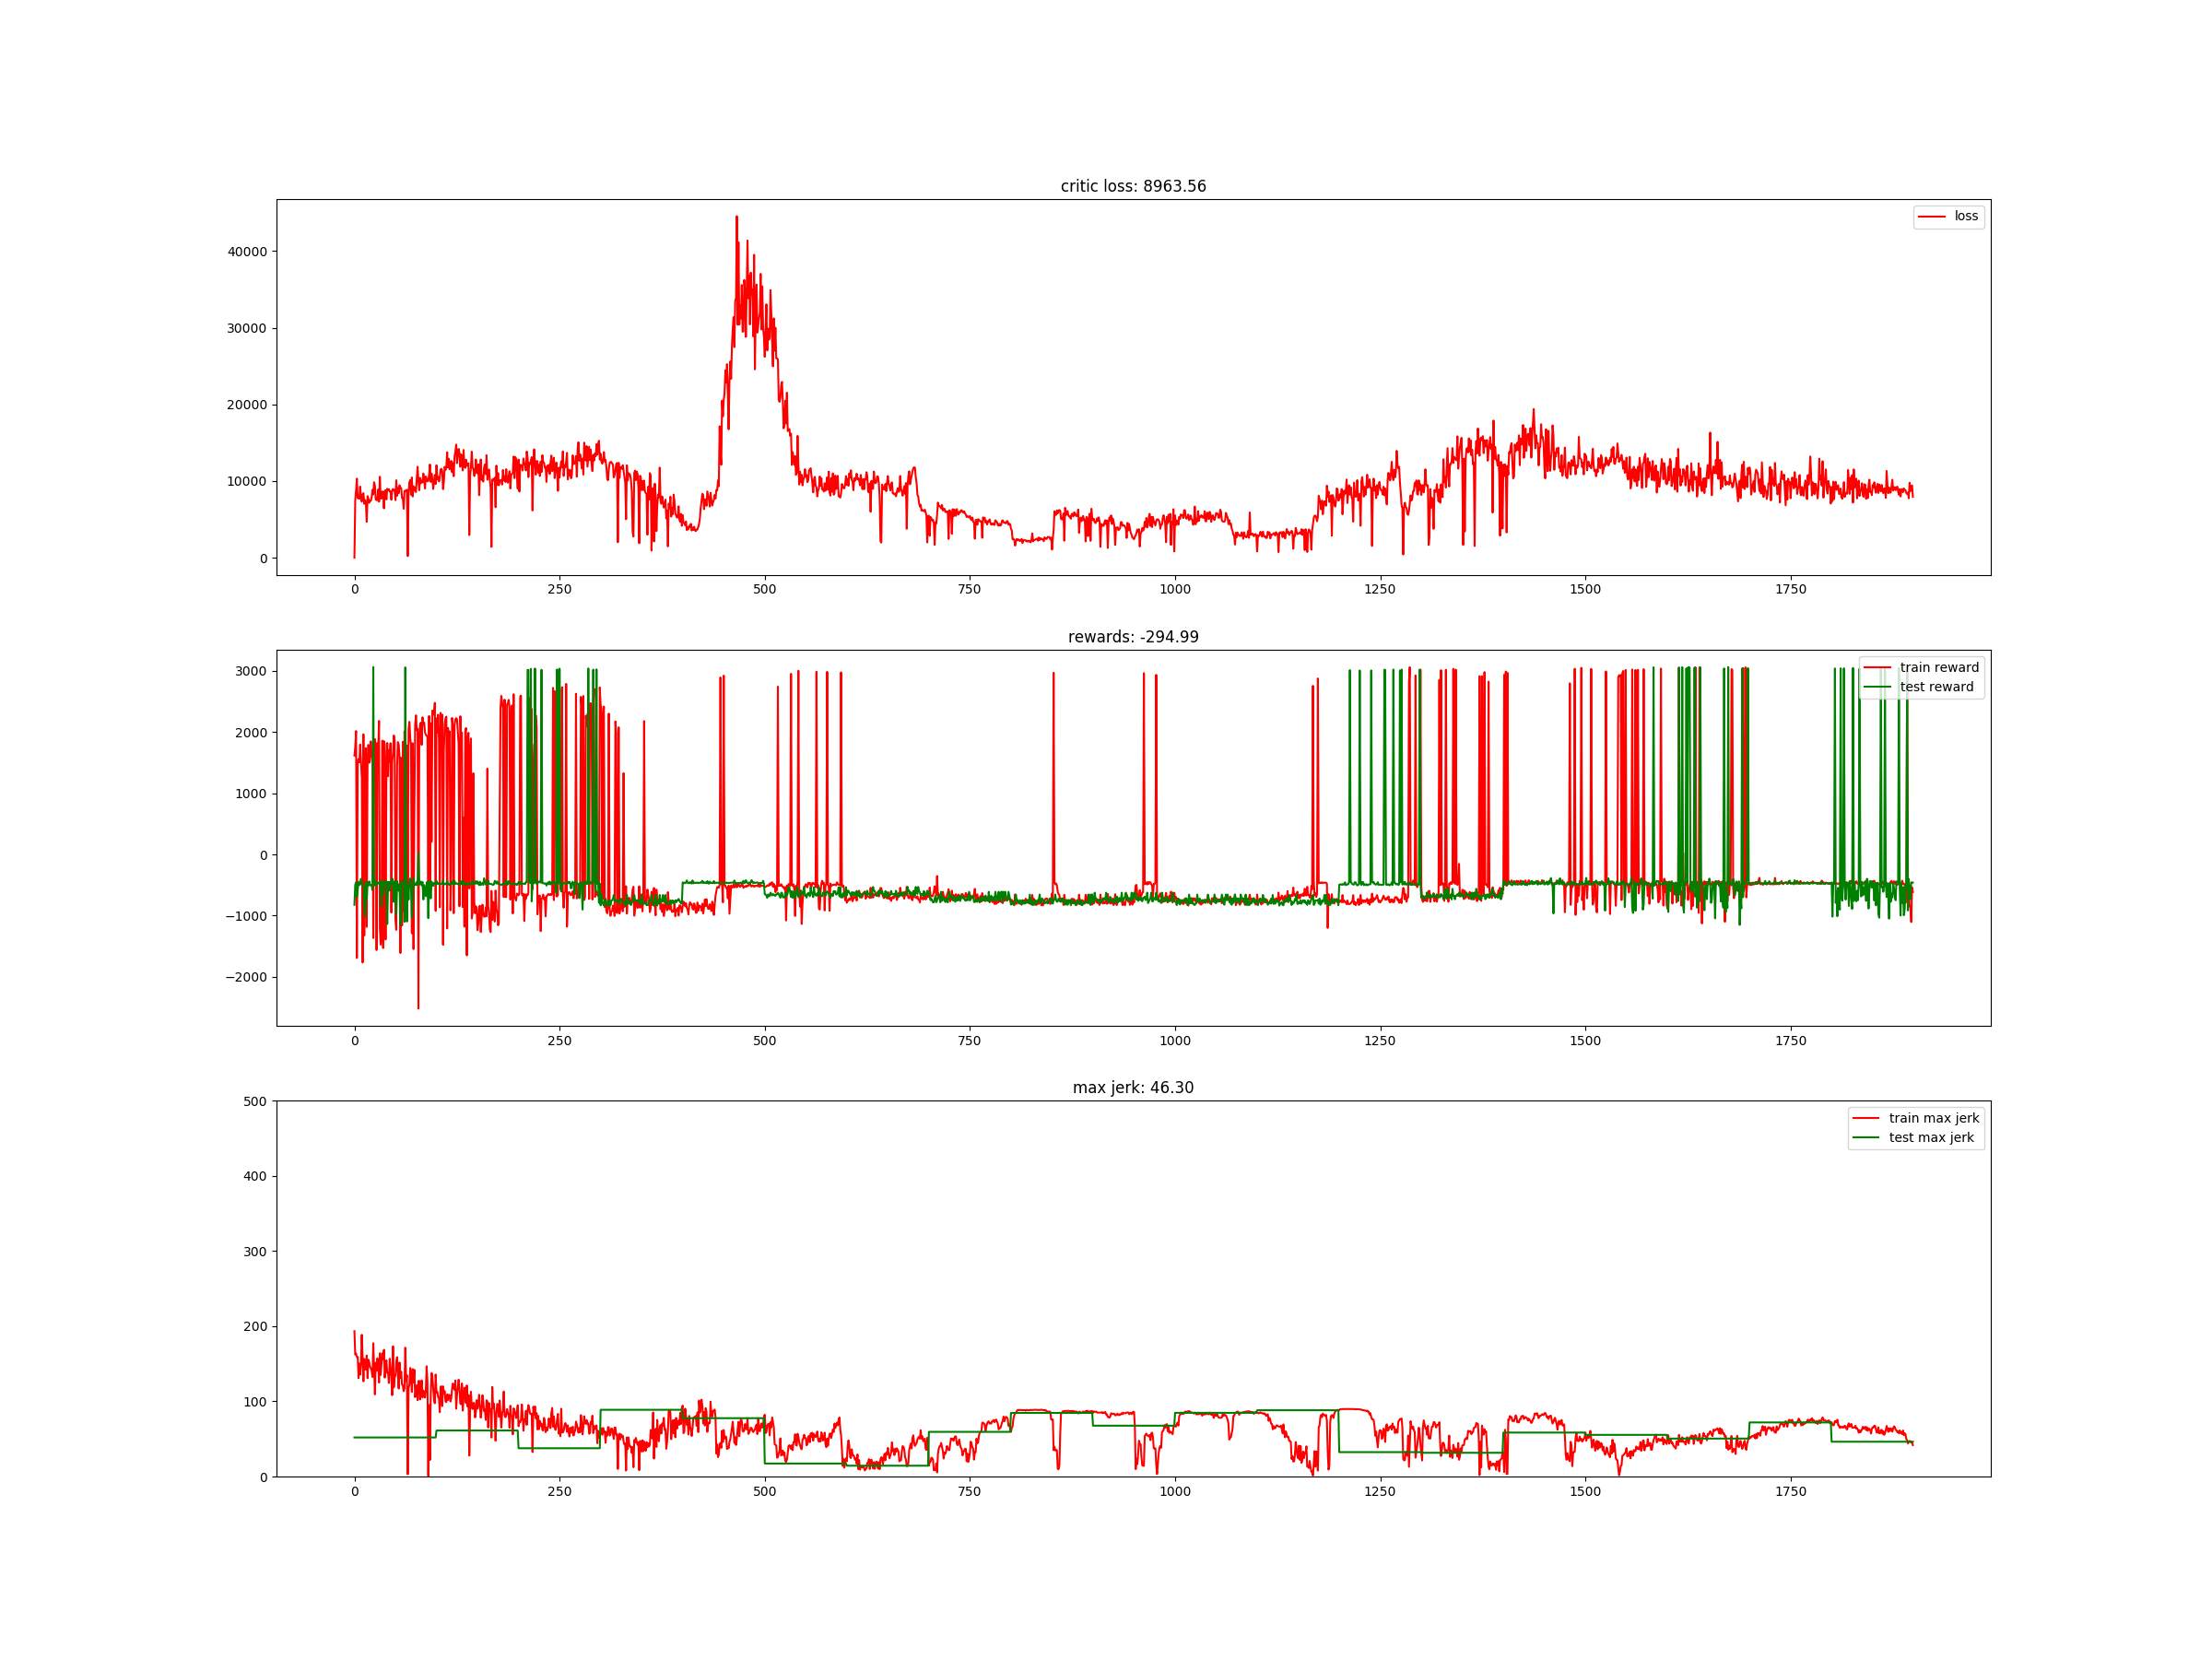 critic loss: 8963.56
loss
40000
30000
20000
10000
0
0 250 500 750 1000 1250 1500 1750
rewards: -294.99
train reward
test reward
3000
2000
1000
0
−1000
−2000
0 250 500 750 1000 1250 1500 1750
max jerk: 46.30
train max jerk
test max jerk
500
400
300
200
100
0
0 250 500 750 1000 1250 1500 1750